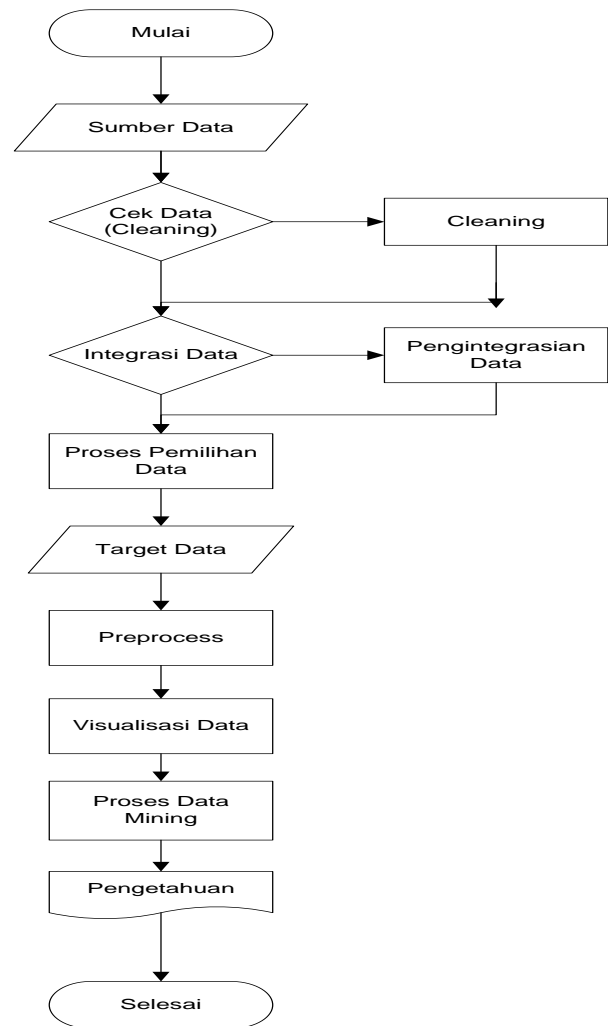 Mulai
Sumber Data
Cek Data
(Cleaning)
Cleaning
Integrasi Data
Pengintegrasian
Data
Proses Pemilihan
Data
Target Data
Preprocess
Visualisasi Data
Proses Data
Mining
Pengetahuan
Selesai